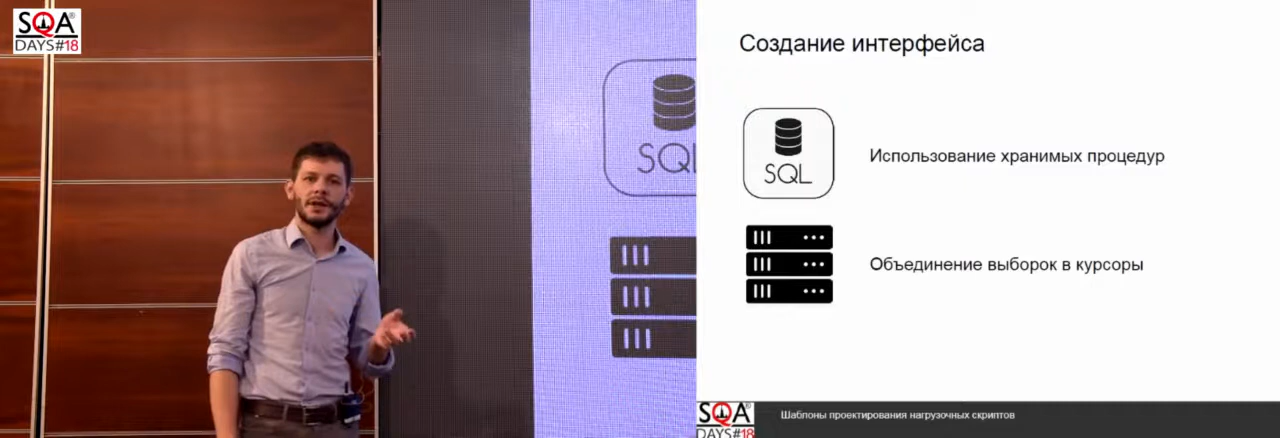 SQA
DAYS#18
SQL
Создание интерфейса
SQL
Использование хранимых процедур
Объединение выборок в курсоры
SQA
DAYS#18
Шаблоны проектирования нагрузочных скриптов